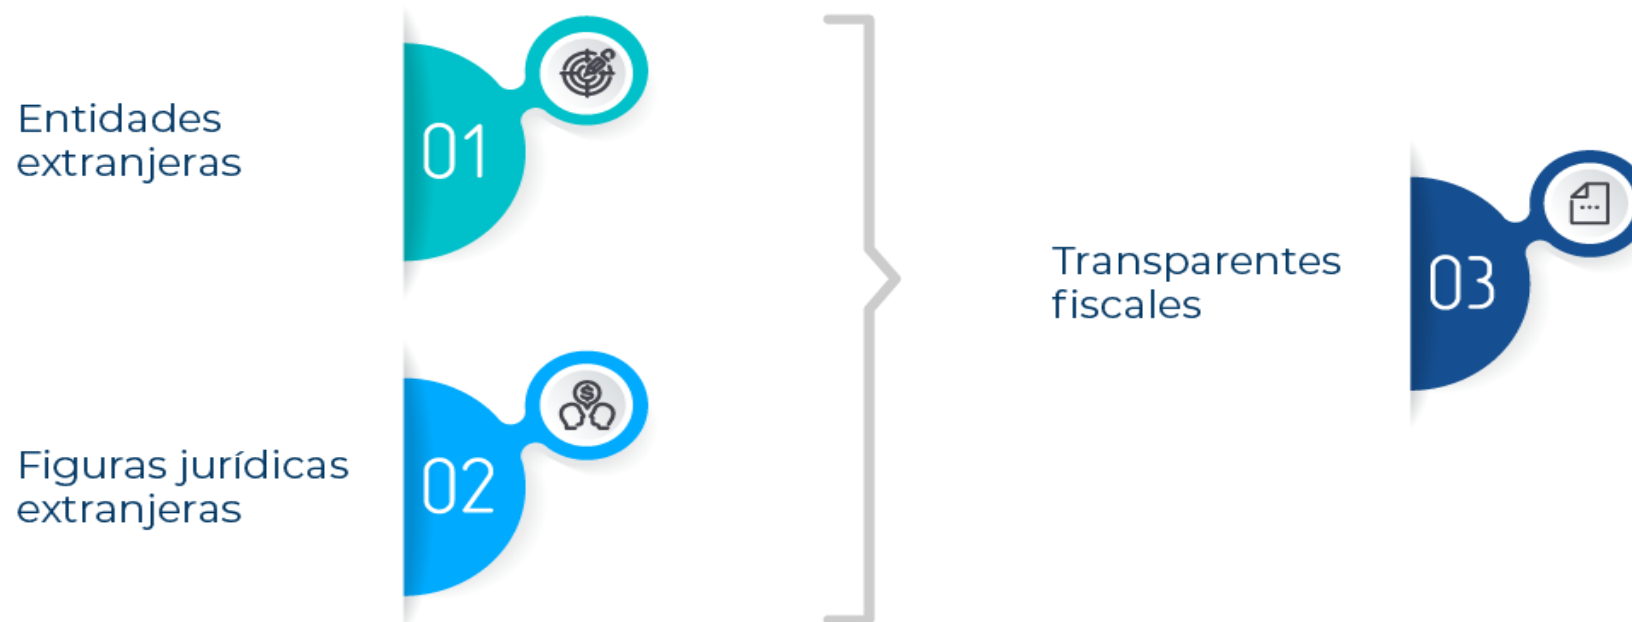 Entidades
extranjeras
01
Figuras jurídicas
extranjeras
02
$
Transparentes
fiscales
03